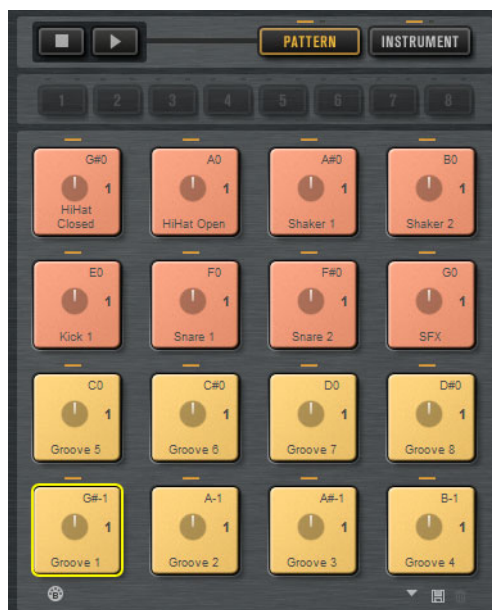 PATTERN INSTRUMENT
1 2 3 4 5 6 7 8
G#0 A0 A#0 B0
1 1 1 1
HiHat
Closed HiHat Open Shaker 1 Shaker 2
E0 F0 F#0 G0
1 1 1 1
Kick 1 Snare 1 Snare 2 SFX
C0 C#0 D0 D#0
1 1 1 1
Groove 5 Groove 6 Groove 7 Groove 8
G#-1 A-1 A#-1 B-1
1 1 1 1
Groove 1 Groove 2 Groove 3 Groove 4